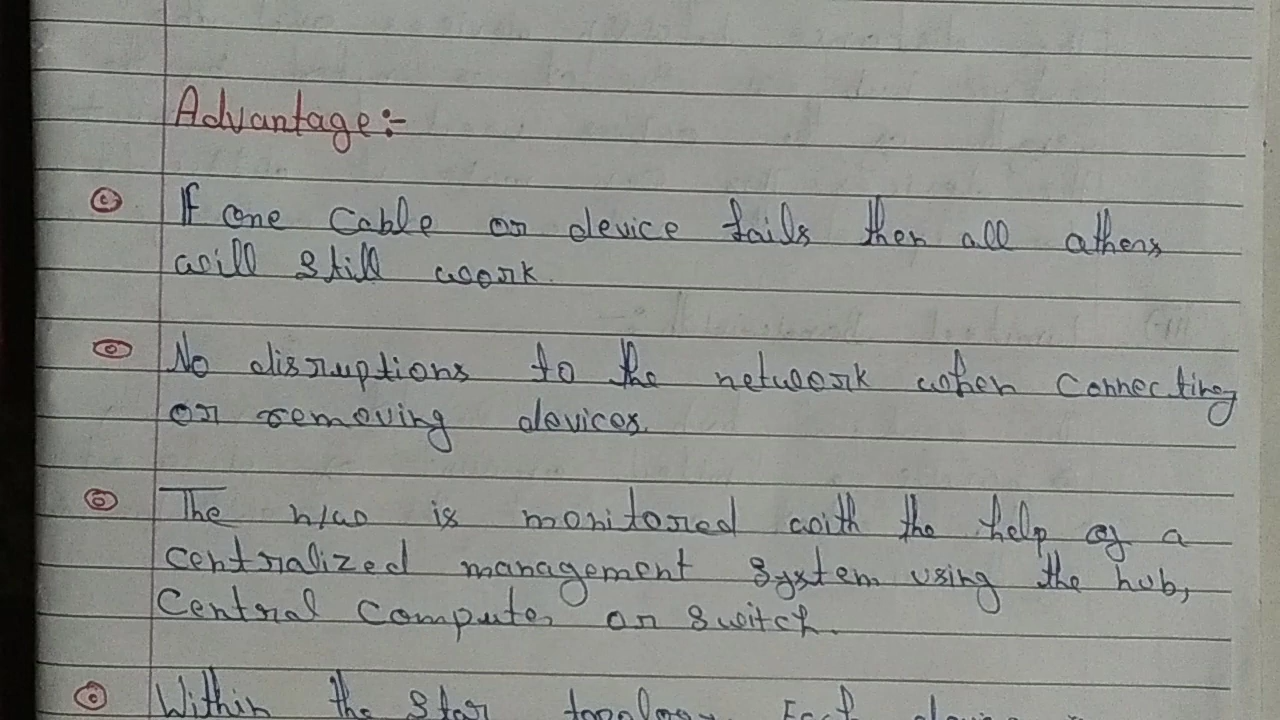 Advantage:-
If one Cable or device fails then all others
will still work.
No disruptions to the network when Connecting
or removing devices.
The n/w is monitored with the help of a
centralized management System using the hub,
Central Computer or Switch.
Within the Star topology, Each